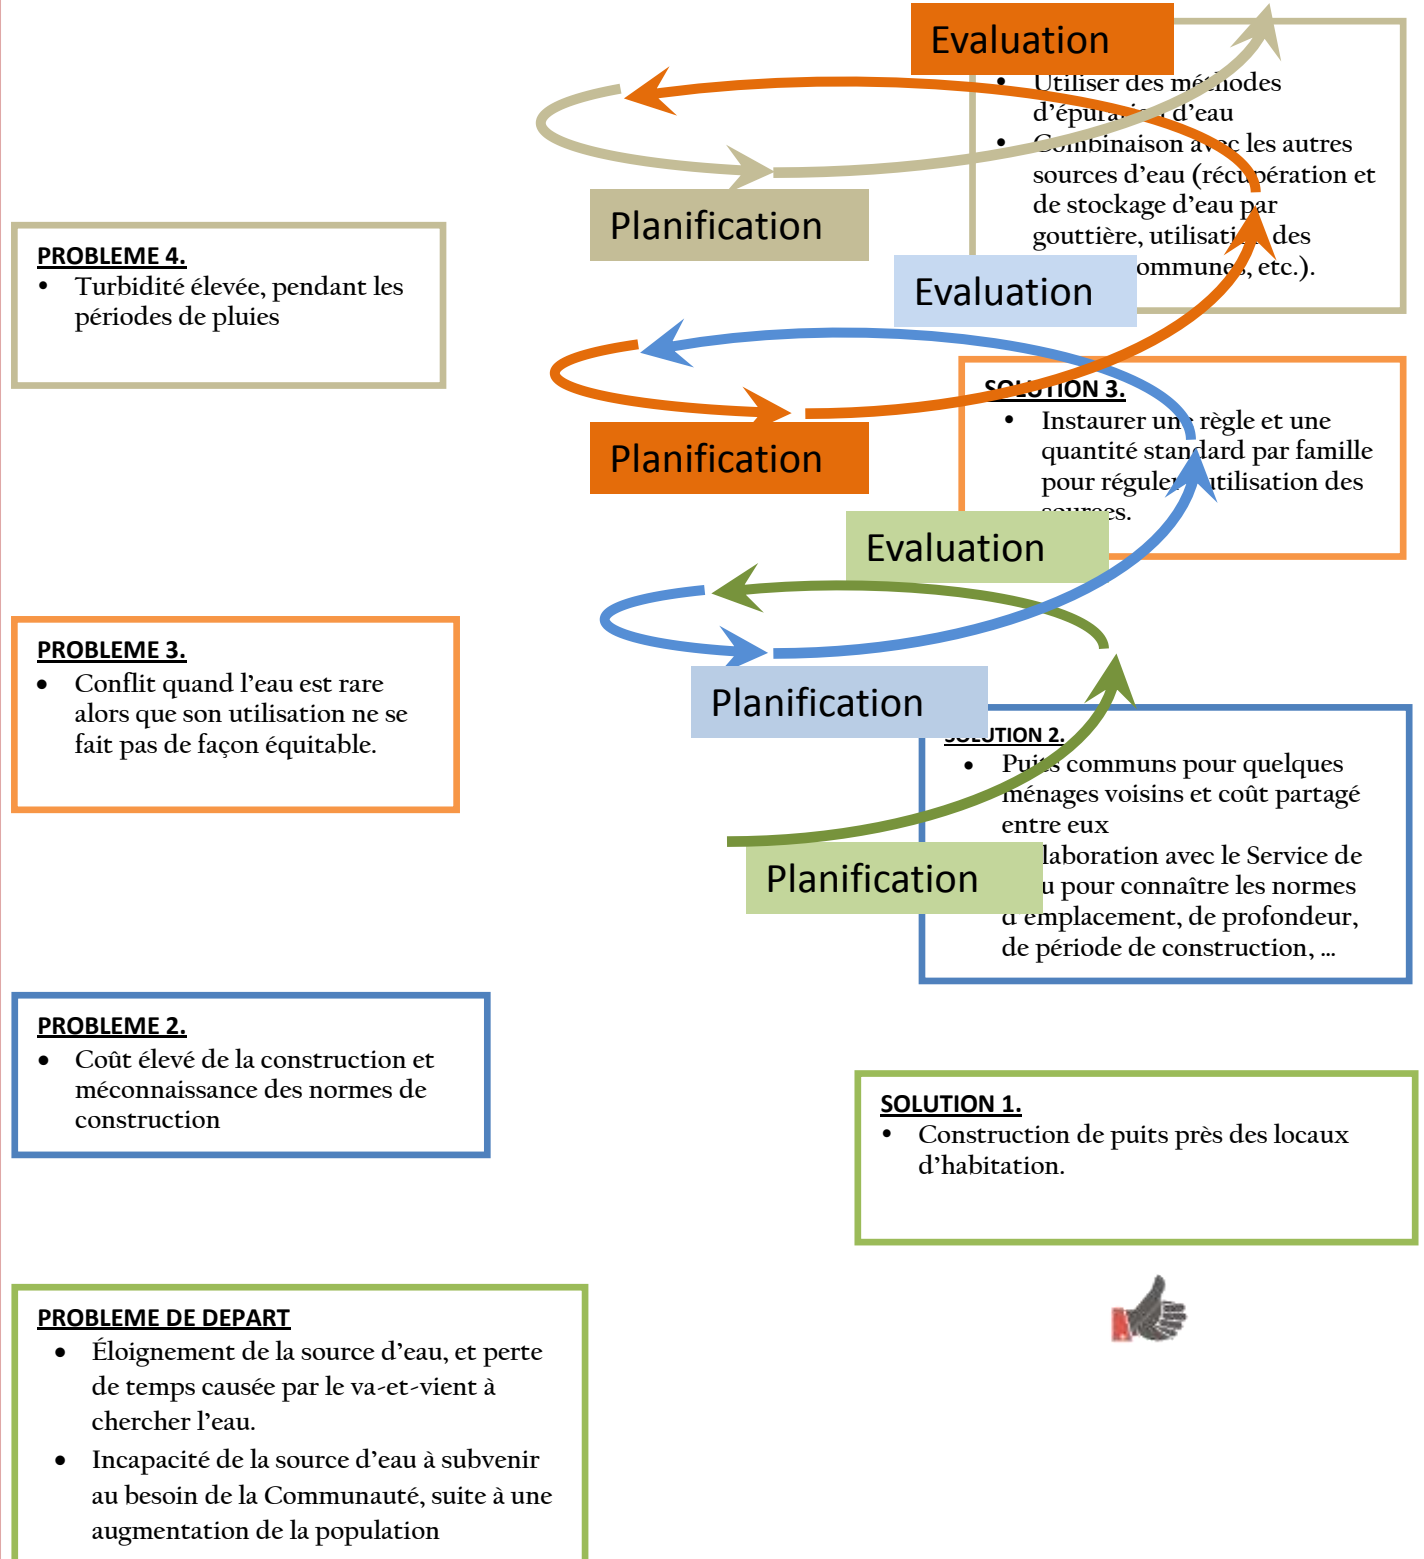 Evaluation
• Utiliser des méthodes
d'épuration d'eau
• Combinaison avec les autres
sources d'eau (récupération et
de stockage d'eau par
gouttière, utilisation des
ommunes, etc.).
Planification
PROBLEME 4.
• Turbidité élevée, pendant les
périodes de pluies
Evaluation
SOLUTION 3.
• Instaurer une règle et une
quantité standard par famille
pour réguler utilisation des
sources.
Planification
Evaluation
PROBLEME 3.
• Conflit quand l'eau est rare
alors que son utilisation ne se
fait pas de façon équitable.
Planification
SOLUTION 2.
• Puits communs pour quelques
ménages voisins et coût partagé
entre eux
laboration avec le Service de
u pour connaître les normes
d'emplacement, de profondeur,
de période de construction, ...
Planification
PROBLEME 2.
• Coût élevé de la construction et
méconnaissance des normes de
construction
SOLUTION 1.
• Construction de puits près des locaux
d'habitation.
PROBLEME DE DEPART
• Éloignement de la source d'eau, et perte
de temps causée par le va-et-vient à
chercher l'eau.
• Incapacité de la source d'eau à subvenir
au besoin de la Communauté, suite à une
augmentation de la population